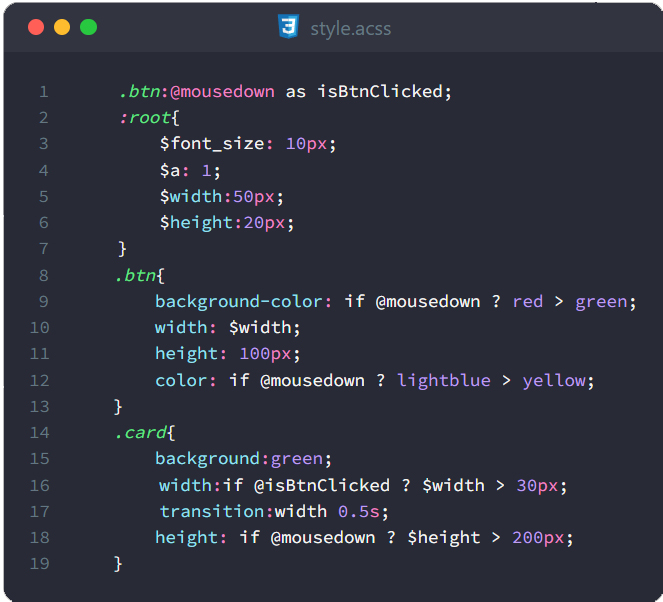 3 style.acss
1 .btn:@mousedown as isBtnClicked;
2 :root{
3 $font_size: 10px;
4 $a: 1;
5 $width:50px;
6 $height:20px;
7 }
8 .btn{
9 background-color: if @mousedown ? red > green;
10 width: $width;
11 height: 100px;
12 color: if @mousedown ? lightblue > yellow;
13 }
14 .card{
15 background:green;
16 width:if @isBtnClicked ? $width > 30px;
17 transition:width 0.5s;
18 height: if @mousedown ? $height > 200px;
19 }